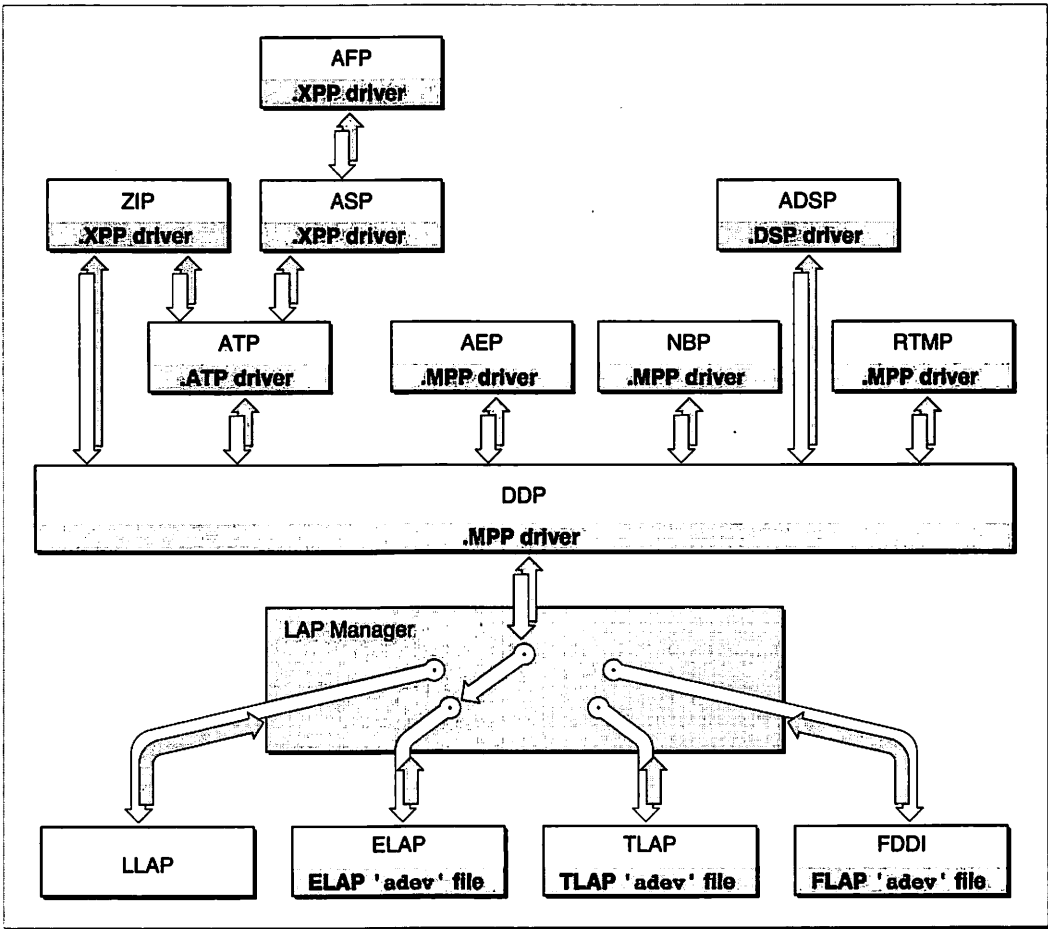 AFP
.XPP driver
ZIP
.XPP driver
ASP
.XPP driver
ADSP
.DSP driver
ATP
.ATP driver
AEP
.MPP driver
NBP
.MPP driver
RTMP
.MPP driver
DDP
.MPP driver
LAP Manager
LLAP
ELAP
ELAP 'adev' file
TLAP
TLAP 'adev' file
FDDI
FLAP 'adev' file